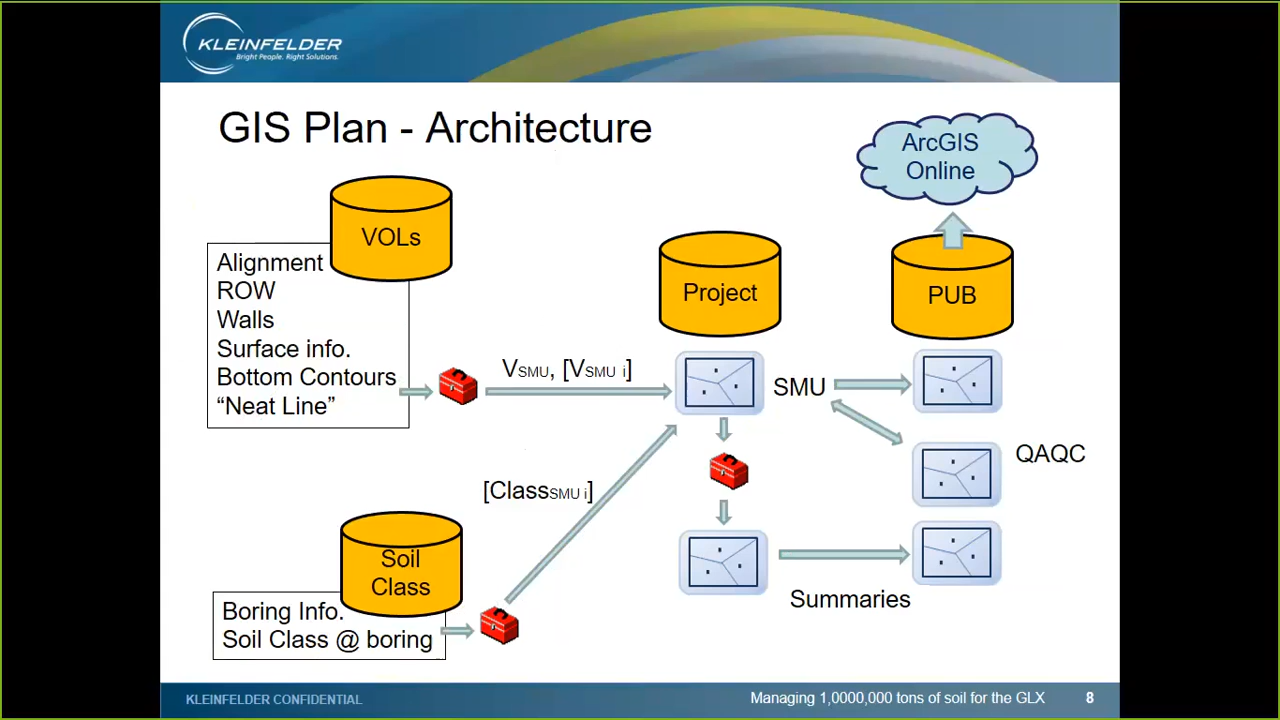 KLEINFELDER
Bright People. Right Solutions.
GIS Plan - Architecture
ArcGIS
Online
VOLs
Alignment
ROW
Walls
Surface info.
Bottom Contours
“Neat Line”
Project
PUB
VSMU, [VSMU i]
SMU
QAQC
[ClassSMU i]
Soil
Class
Boring Info.
Soil Class @ boring
Summaries
KLEINFELDER CONFIDENTIAL
Managing 1,0000,000 tons of soil for the GLX
8